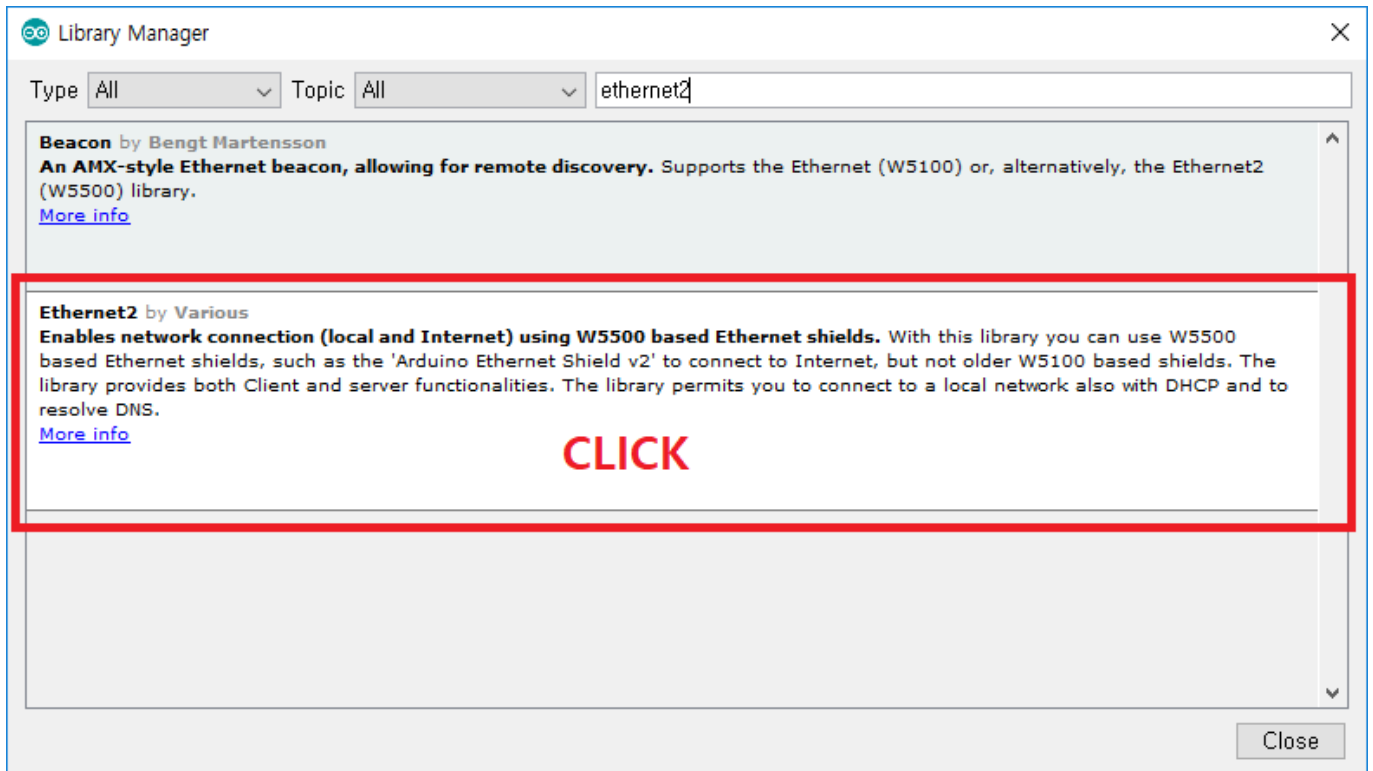 Library Manager
Type All Topic All ethernet2
Beacon by Bengt Martensson
An AMX-style Ethernet beacon, allowing for remote discovery. Supports the Ethernet (W5100) or, alternatively, the Ethernet2
(W5500) library.
More info
Ethernet2 by Various
Enables network connection (local and Internet) using W5500 based Ethernet shields. With this library you can use W5500
based Ethernet shields, such as the 'Arduino Ethernet Shield v2' to connect to Internet, but not older W5100 based shields. The
library provides both Client and server functionalities. The library permits you to connect to a local network also with DHCP and to
resolve DNS.
More info
CLICK
Close